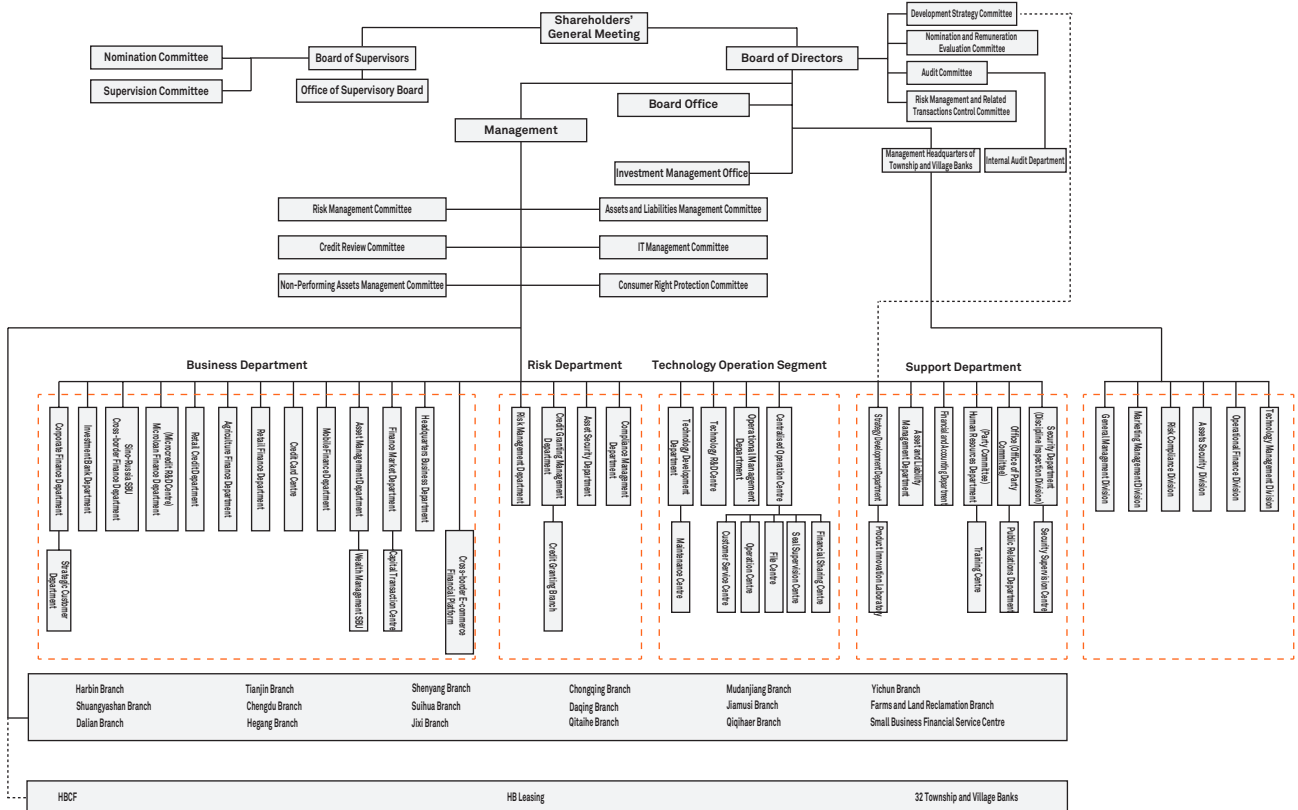 Shareholders'
General Meeting
Development Strategy Committee
Nomination and Remuneration
Evaluation Committee
Nomination Committee
Board of Supervisors
Board of Directors
Audit Committee
Supervision Committee
Office of Supervisory Board
Board Office
Risk Management and Related
Transactions Control Committee
Management
Management Headquarters of
Township and Village Banks
Internal Audit Department
Investment Management Office
Risk Management Committee
Assets and Liabilities Management Committee
Credit Review Committee
IT Management Committee
Non-Performing Assets Management Committee
Consumer Right Protection Committee
Business Department
Risk Department
Technology Operation Segment
Support Department
Corporate Finance Department
Investment Bank Department
Sino-Russia SBU
Cross-border Finance Department
(Microcredit R&D Centre)
Microloan Finance Department
Retail Credit Department
Agriculture Finance Department
Retail Finance Department
Credit Card Centre
Mobile Finance Department
Asset Management Department
Finance Market Department
Headquarters Business Department
Risk Management Department
Credit Granting Management
Department
Asset Security Department
Compliance Management
Department
Technology Development
Department
Technology R&D Centre
Operational Management
Department
Centralised Operation Centre
Strategy Development Department
Asset and Liability
Management Department
Financial and Accounting Department
(Party Committee)
Human Resources Department
Office (Office of Party
Committee)
Security Department
(Discipline Inspection Division)
General Management Division
Marketing Management Division
Risk Compliance Division
Assets Security Division
Operational Finance Division
Technology Management Division
Strategic Customer
Department
Wealth Management SBU
Capital Transaction Centre
Cross-border E-commerce
Financial Platform
Credit Granting Branch
Maintenance Centre
Customer Service Centre
Operation Centre
File Centre
Seal Supervision Centre
Financial Sharing Centre
Product Innovation Laboratory
Training Centre
Public Relations Department
Security Supervision Centre
Harbin Branch
Tianjin Branch
Shenyang Branch
Chongqing Branch
Mudanjiang Branch
Yichun Branch
Shuangyashan Branch
Chengdu Branch
Suihua Branch
Daqing Branch
Jiamusi Branch
Farms and Land Reclamation Branch
Dalian Branch
Hegang Branch
Jixi Branch
Qitaihe Branch
Qiqihaer Branch
Small Business Financial Service Centre
HBCF
HB Leasing
32 Township and Village Banks